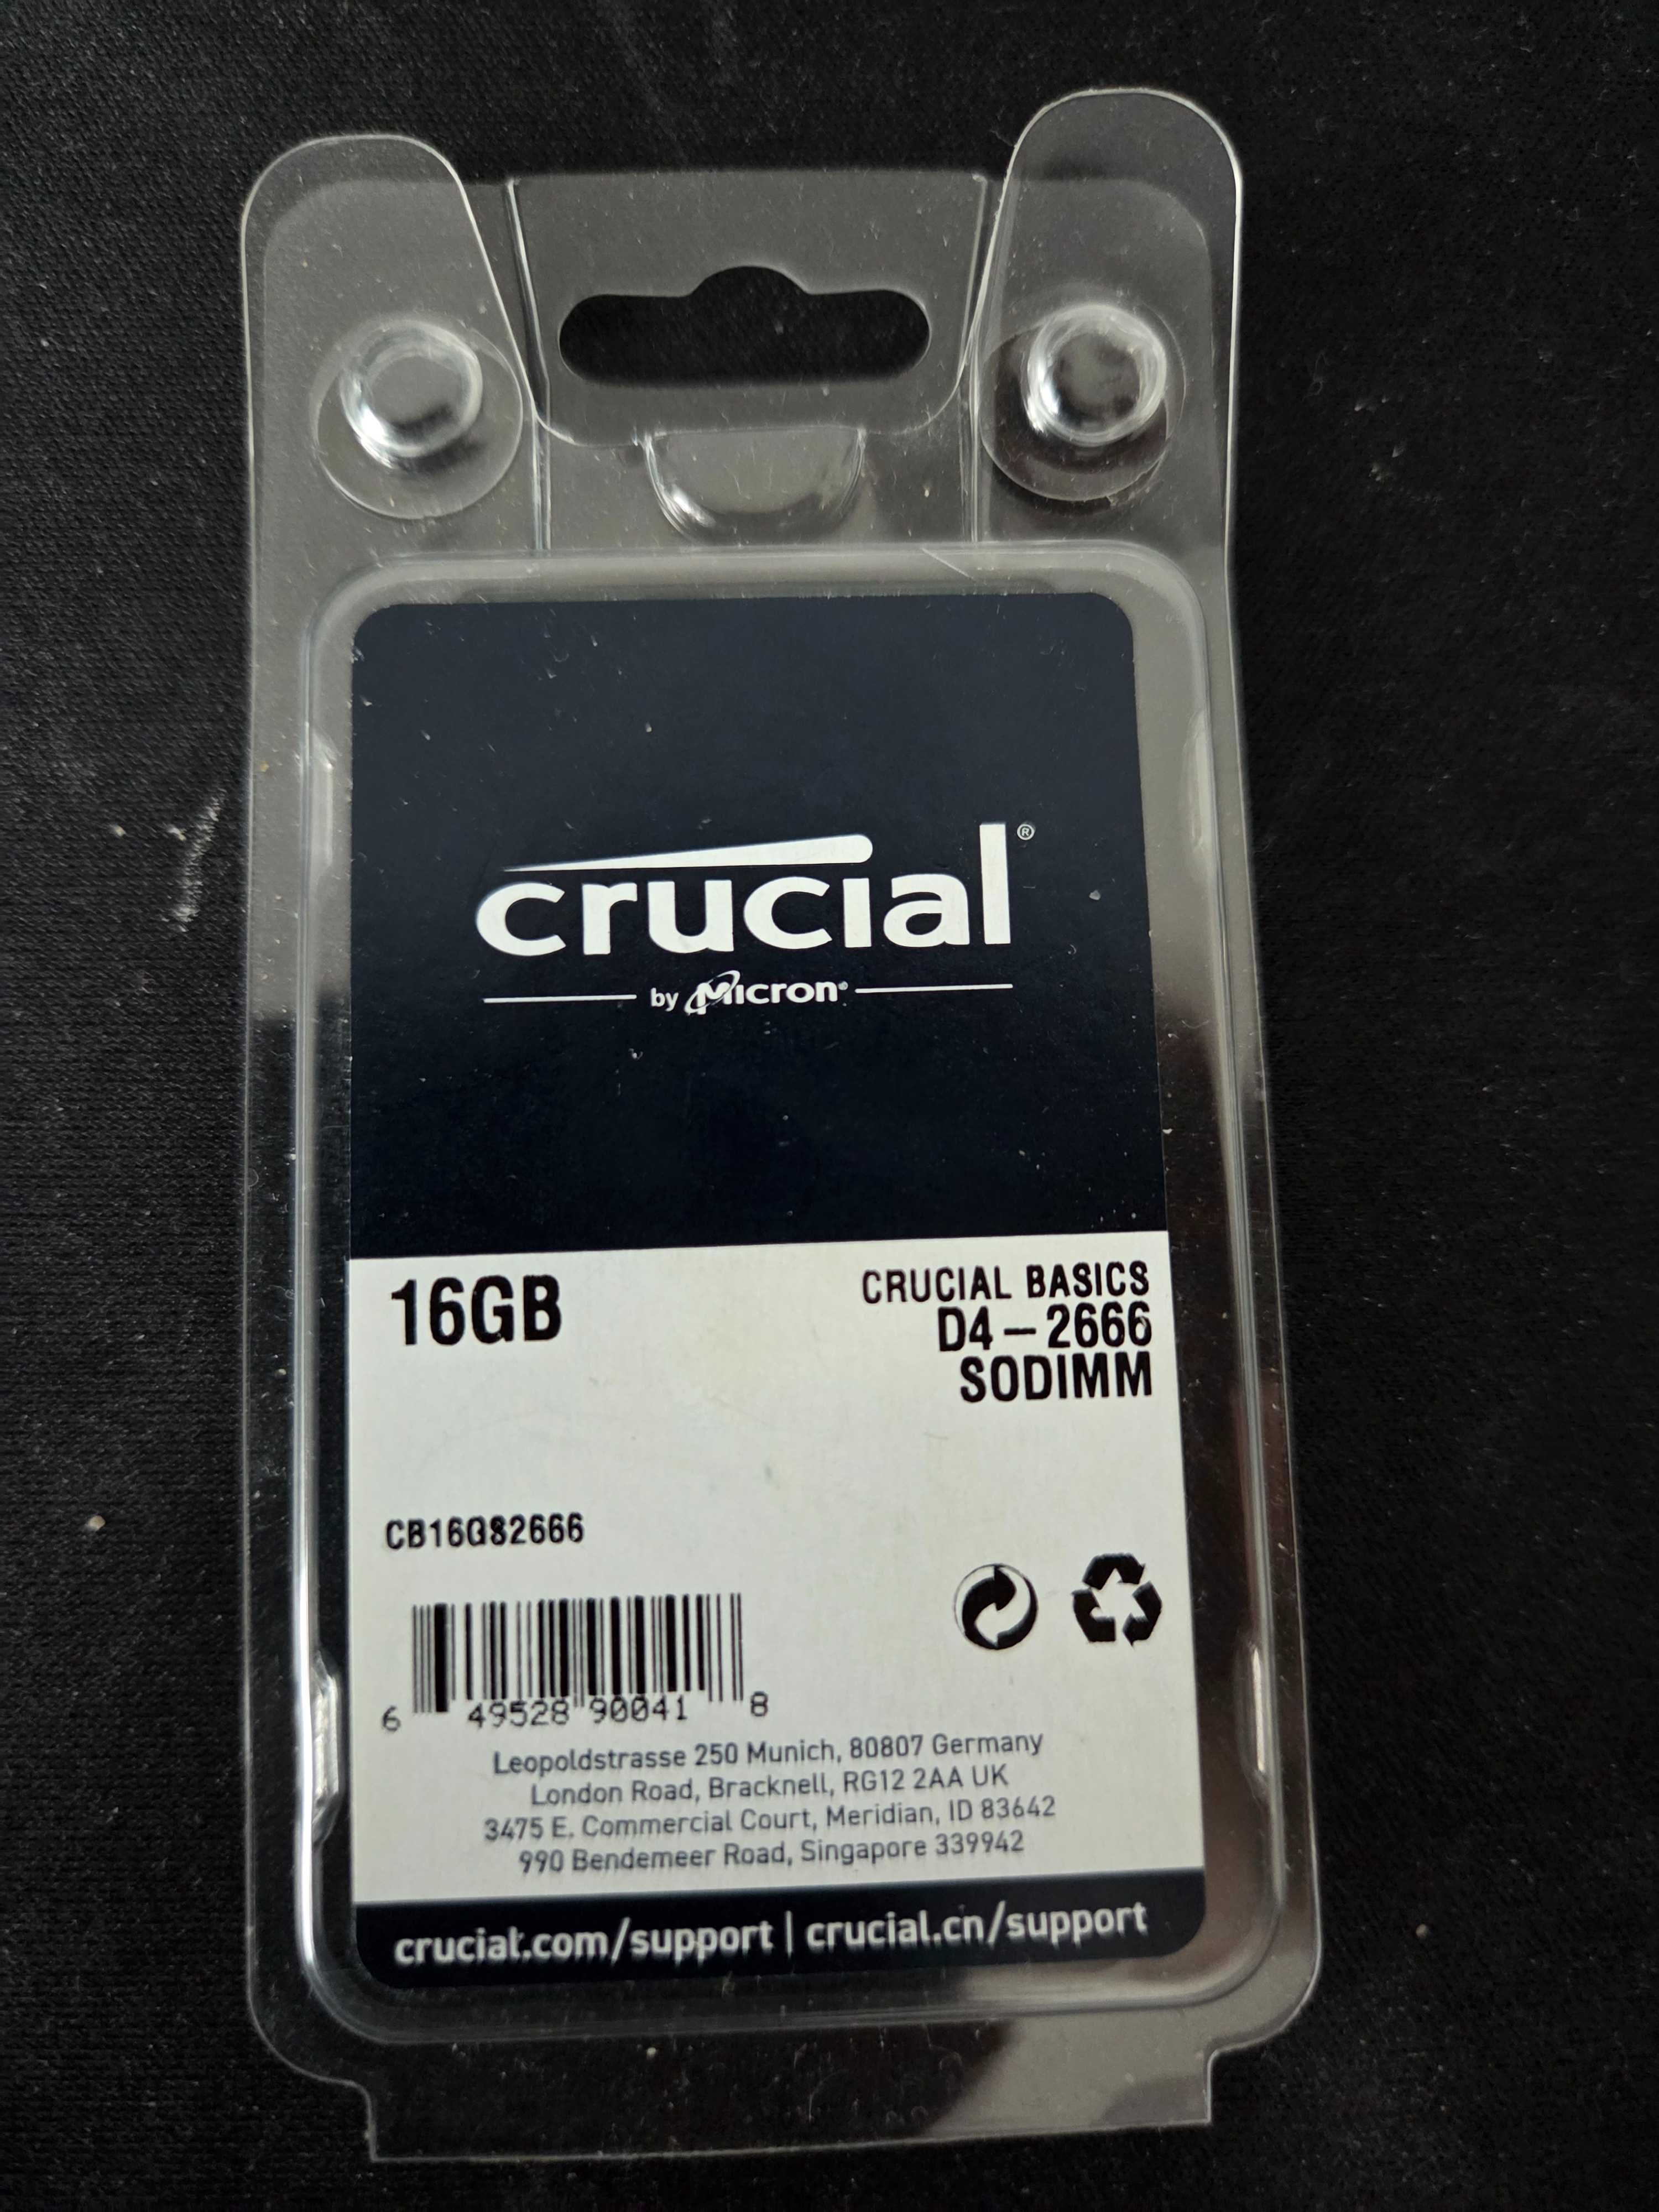 crucial®
by Micron®
16GB
CRUCIAL BASICS
D4 – 2666
SODIMM
CB16GS2666
6 49528 90041 8
Leopoldstrasse 250 Munich, 80807 Germany
London Road, Bracknell, RG12 2AA UK
3475 E. Commercial Court, Meridian, ID 83642
990 Bendemeer Road, Singapore 339942
crucial.com/support | crucial.cn/support